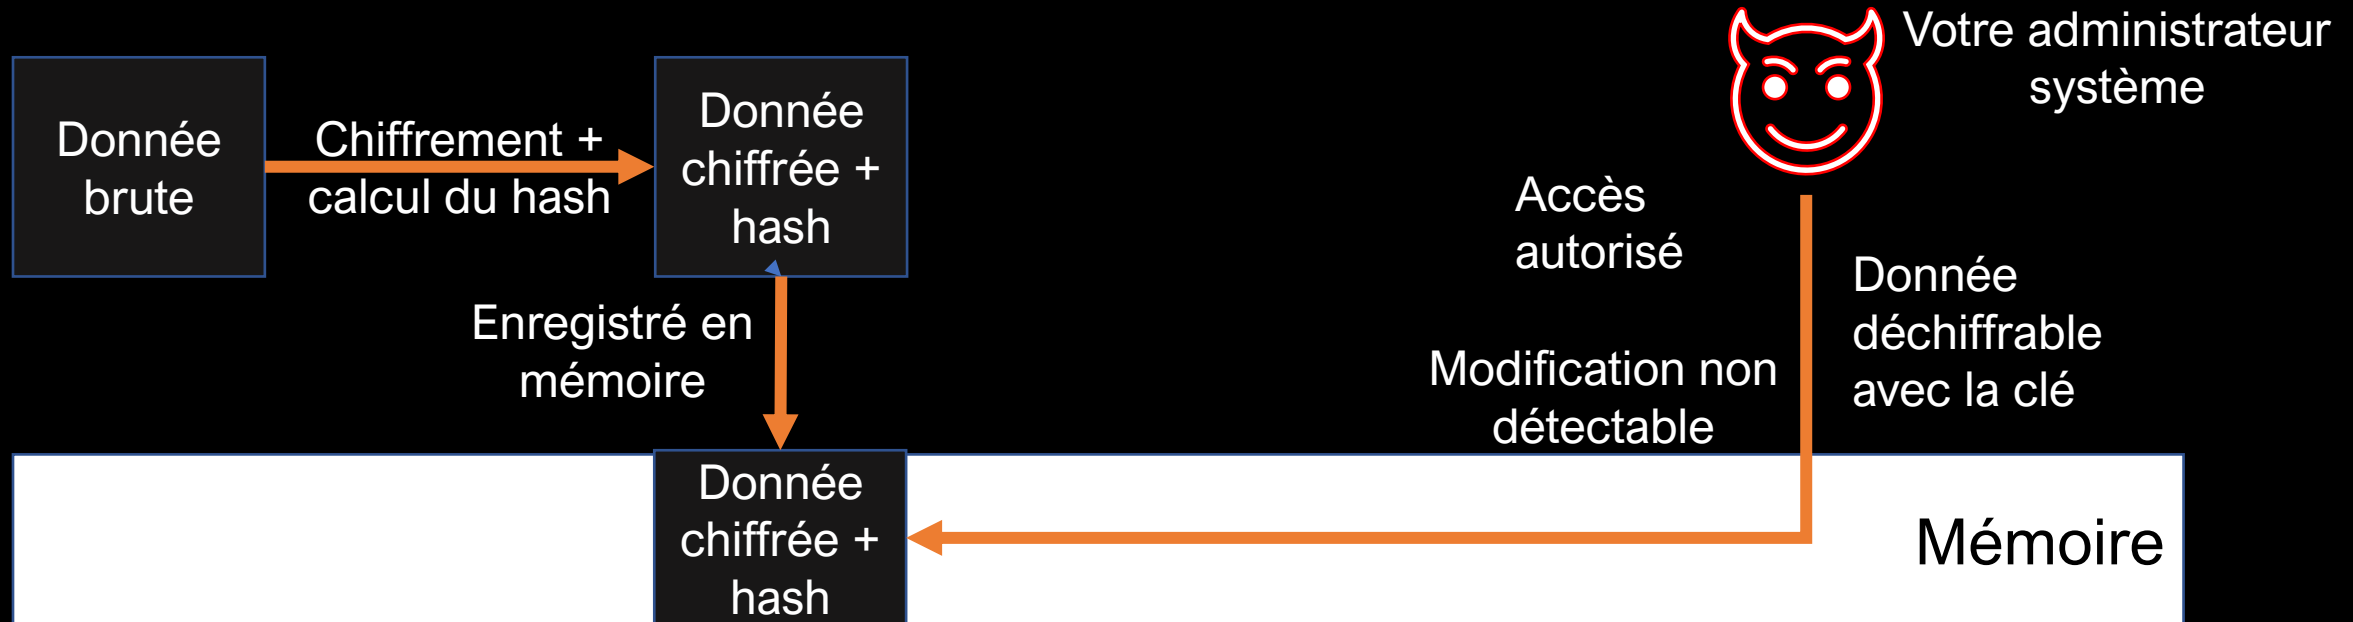 Donnée
brute
Chiffrement +
calcul du hash
Donnée
chiffrée +
hash
Votre administrateur
système
Accès
autorisé
Donnée
déchiffrable
avec la clé
Enregistré en
mémoire
Modification non
détectable
Donnée
chiffrée +
hash
Mémoire